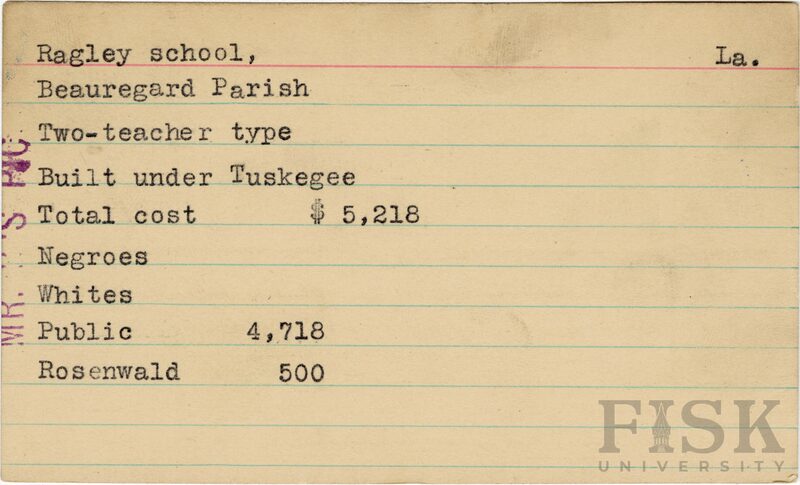 Ragley school, La.
Beauregard Parish
Two-teacher type
Built under Tuskegee
Total cost $ 5,218
Negroes
Whites
Public 4,718
Rosenwald 500
MR.
FISK
UNIVERSITY